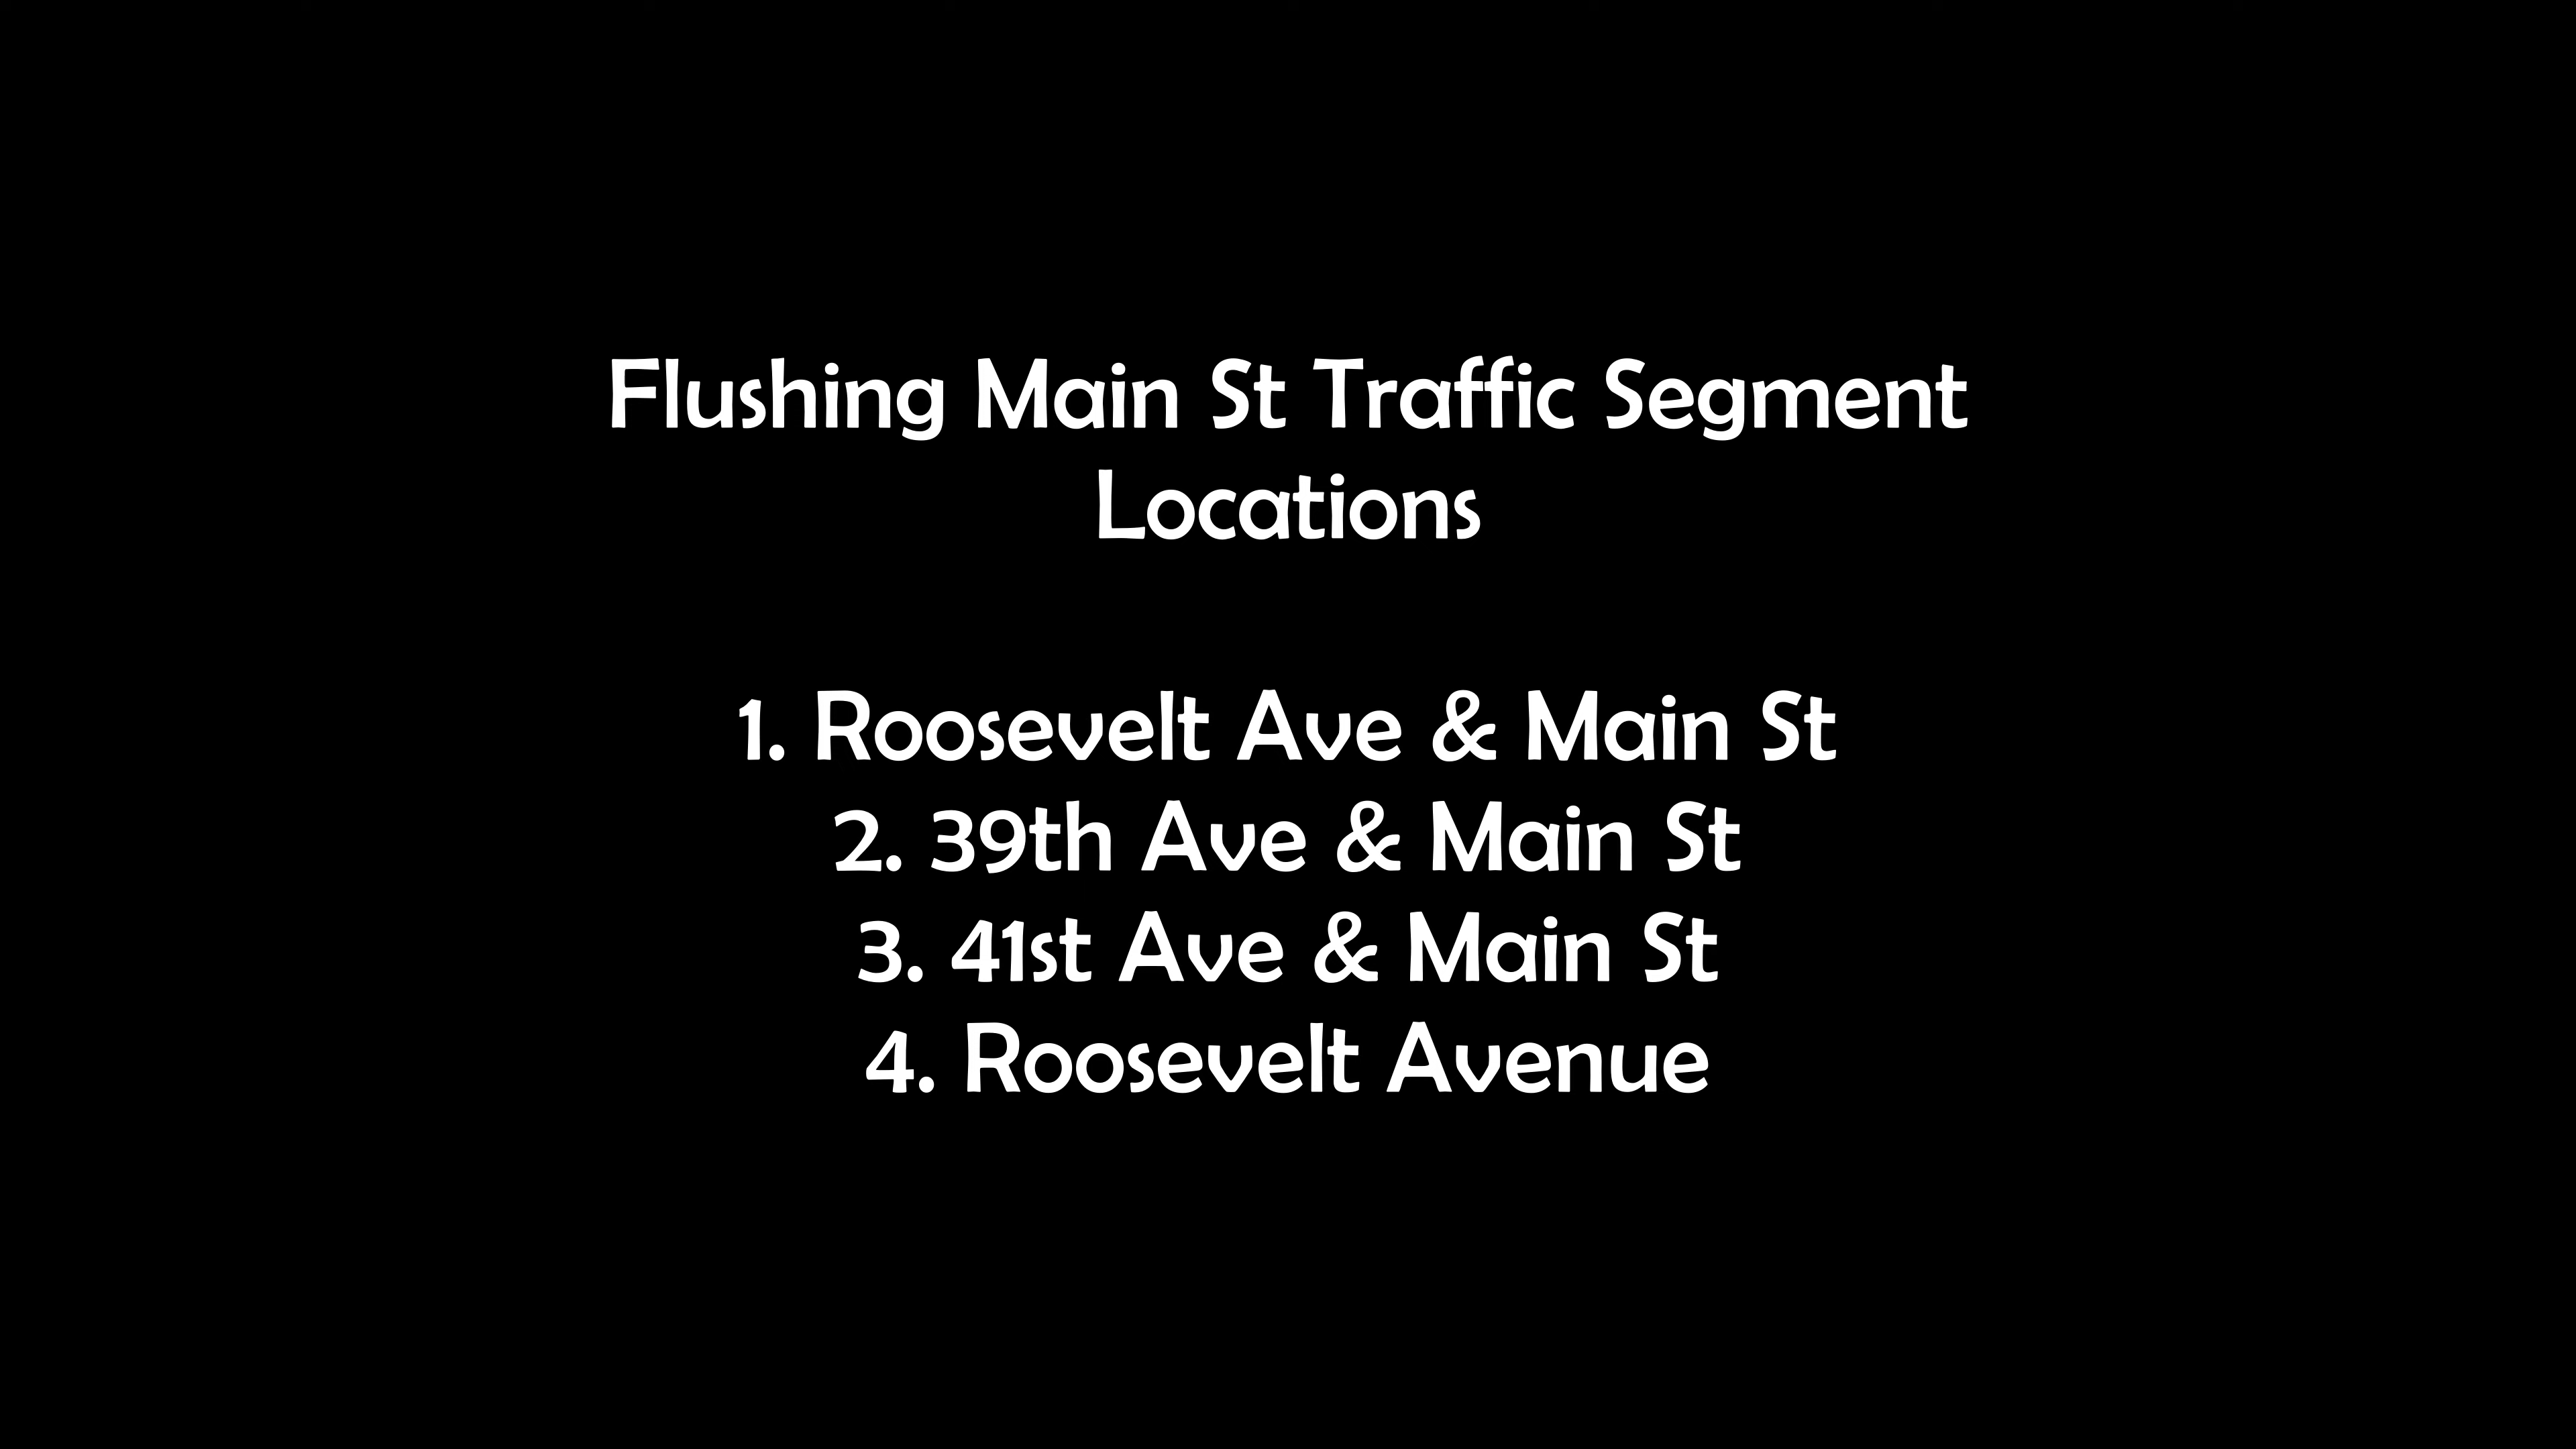 Flushing Main St Traffic Segment
Locations
1. Roosevelt Ave & Main St
2. 39th Ave & Main St
3. 41st Ave & Main St
4. Roosevelt Avenue